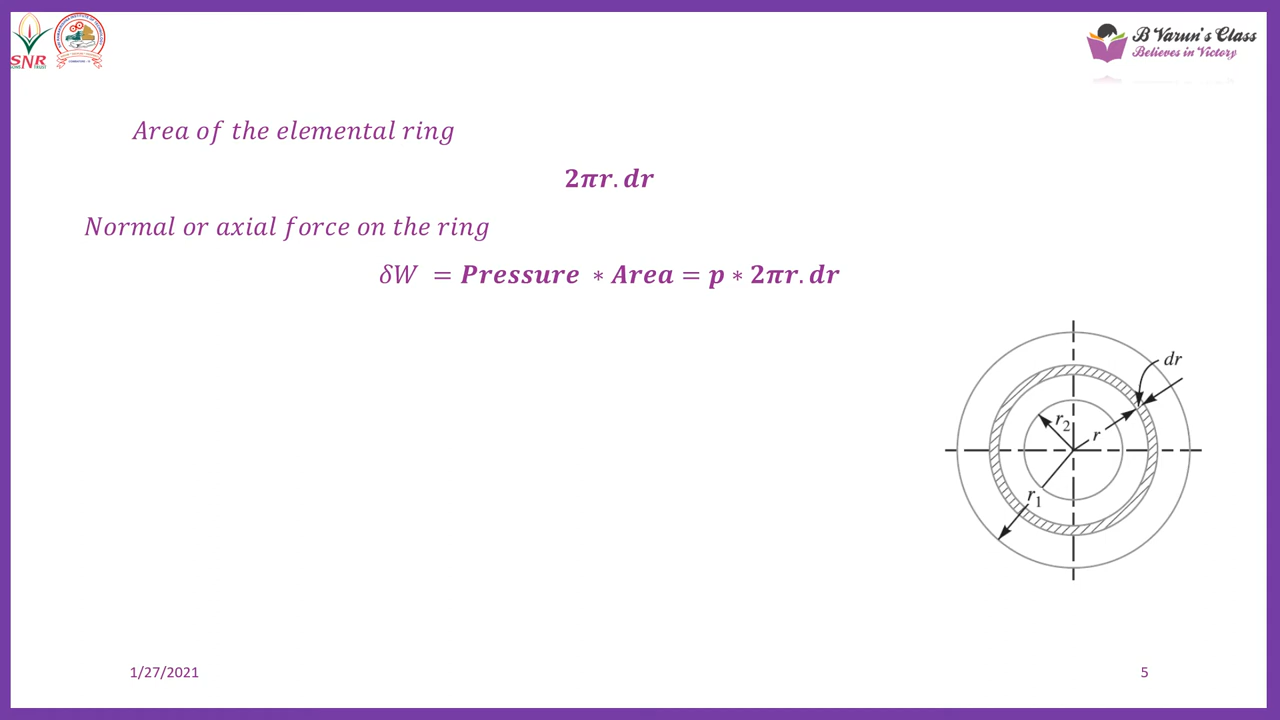 SNR
B Varun's Class
Believes in Victory
Area of the elemental ring
2πr.dr
Normal or axial force on the ring
δW = Pressure * Area = p * 2πr.dr
dr
r₂
r
r₁
1/27/2021
5